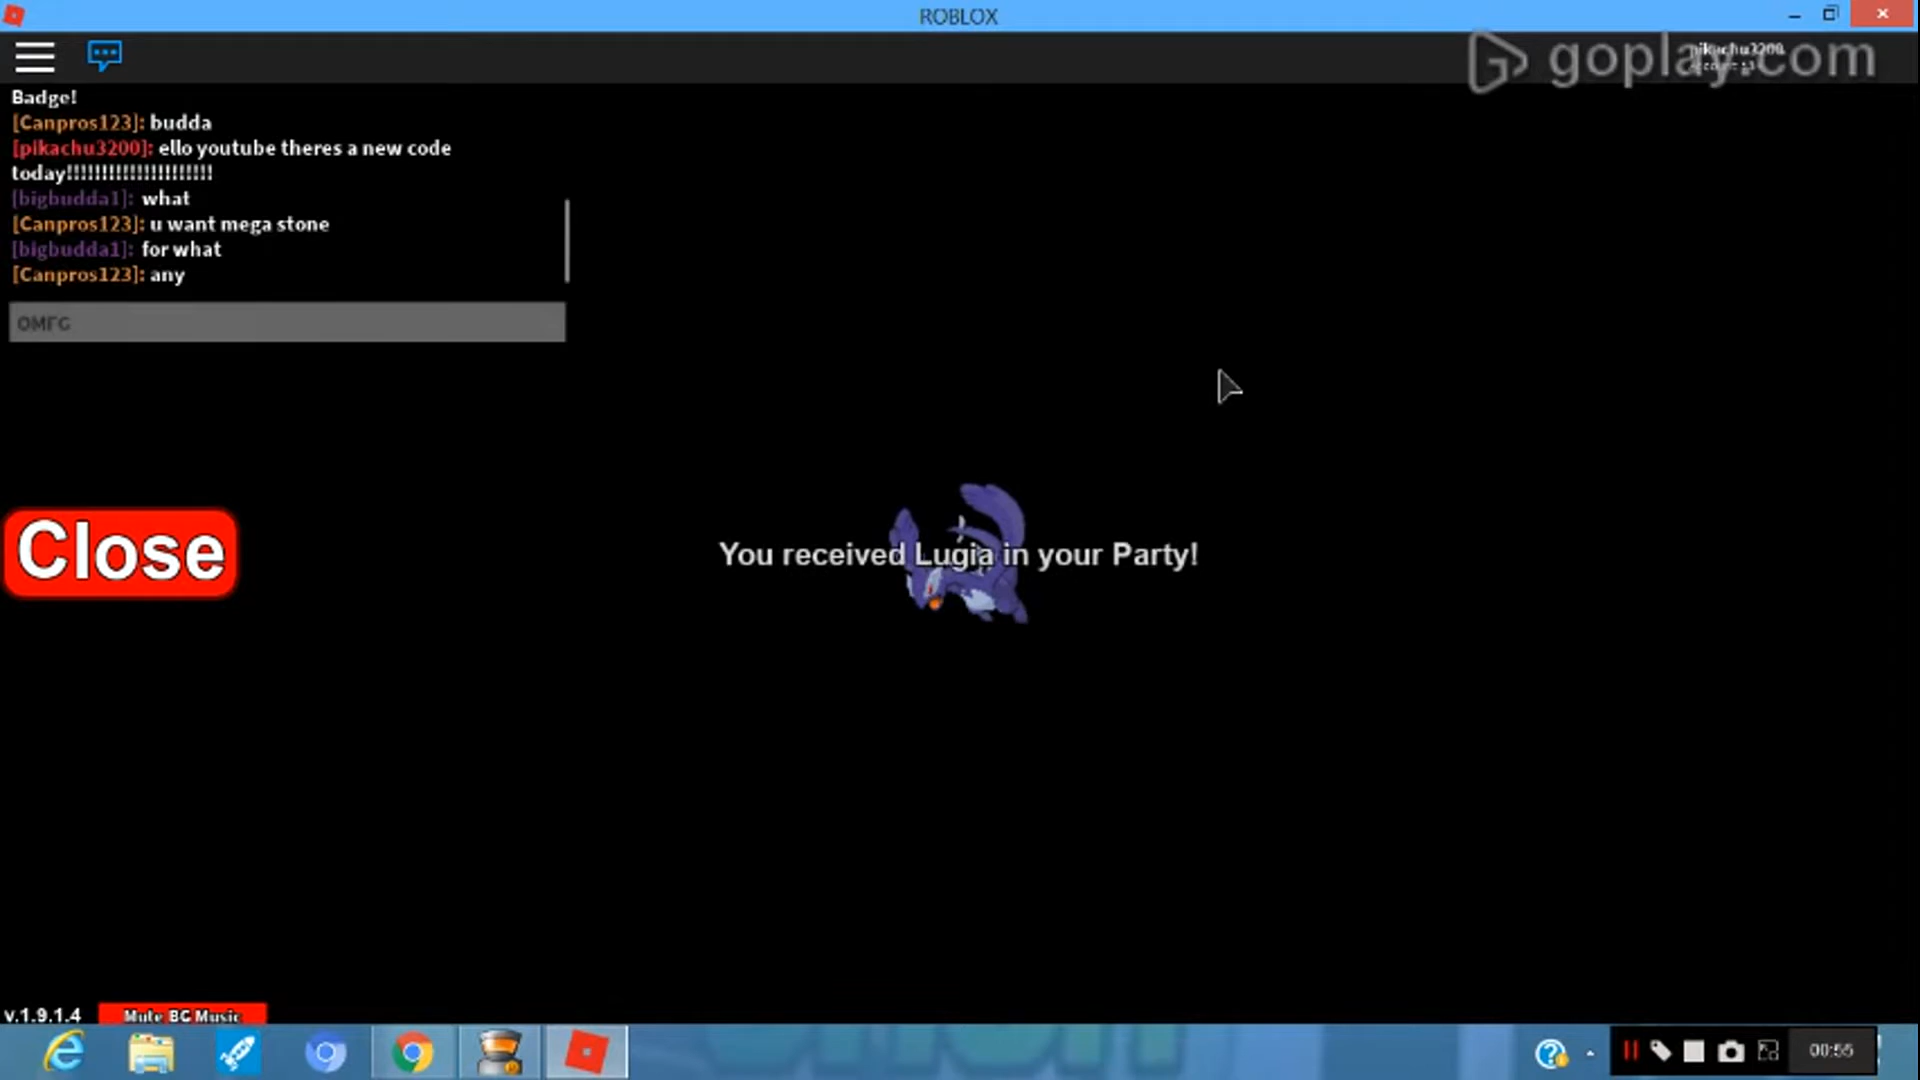 ROBLOX
goplay.com
pikachu3200
Badge!
[Canpros123]: budda
[pikachu3200]: ello youtube theres a new code
today!!!!!!!!!!!!!!!!!!!!!
[bigbudda1]: what
[Canpros123]: u want mega stone
[bigbudda1]: for what
[Canpros123]: any
OMFG
Close
You received Lugia in your Party!
v.1.9.1.4
Mute BG Music
00:55